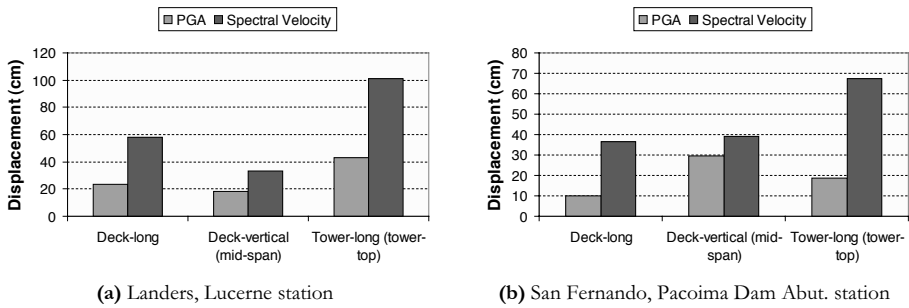 PGA Spectral Velocity
Displacement (cm)
120
100
80
60
40
20
0
Deck-long
Deck-vertical
(mid-span)
Tower-long (tower-
top)
(a) Landers, Lucerne station
PGA Spectral Velocity
Displacement (cm)
80
70
60
50
40
30
20
10
0
Deck-long
Deck-vertical (mid-
span)
Tower-long (tower-
top)
(b) San Fernando, Pacoima Dam Abut. station